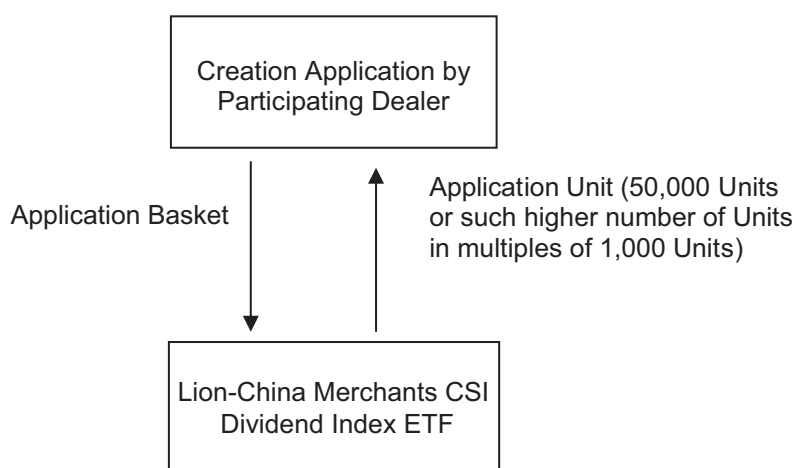 Creation Application by
Participating Dealer
Application Basket
Application Unit (50,000 Units
or such higher number of Units
in multiples of 1,000 Units)
Lion-China Merchants CSI
Dividend Index ETF